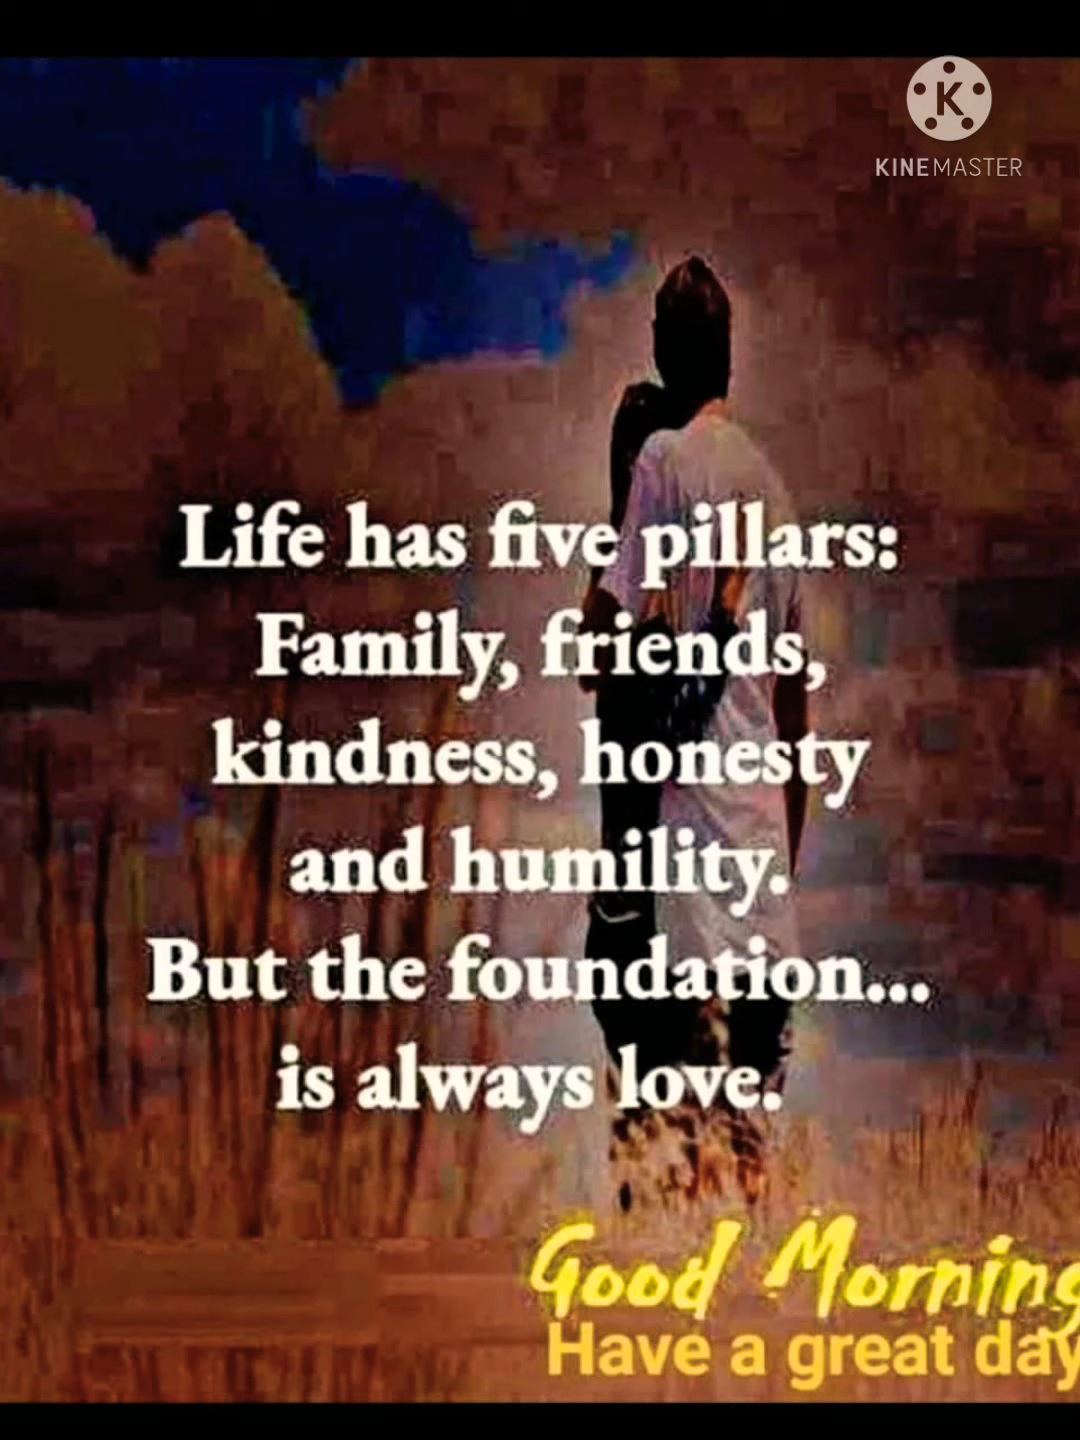 K
KINEMASTER
Life has five pillars:
Family, friends,
kindness, honesty
and humility.
But the foundation...
is always love.
Good Morning
Have a great day